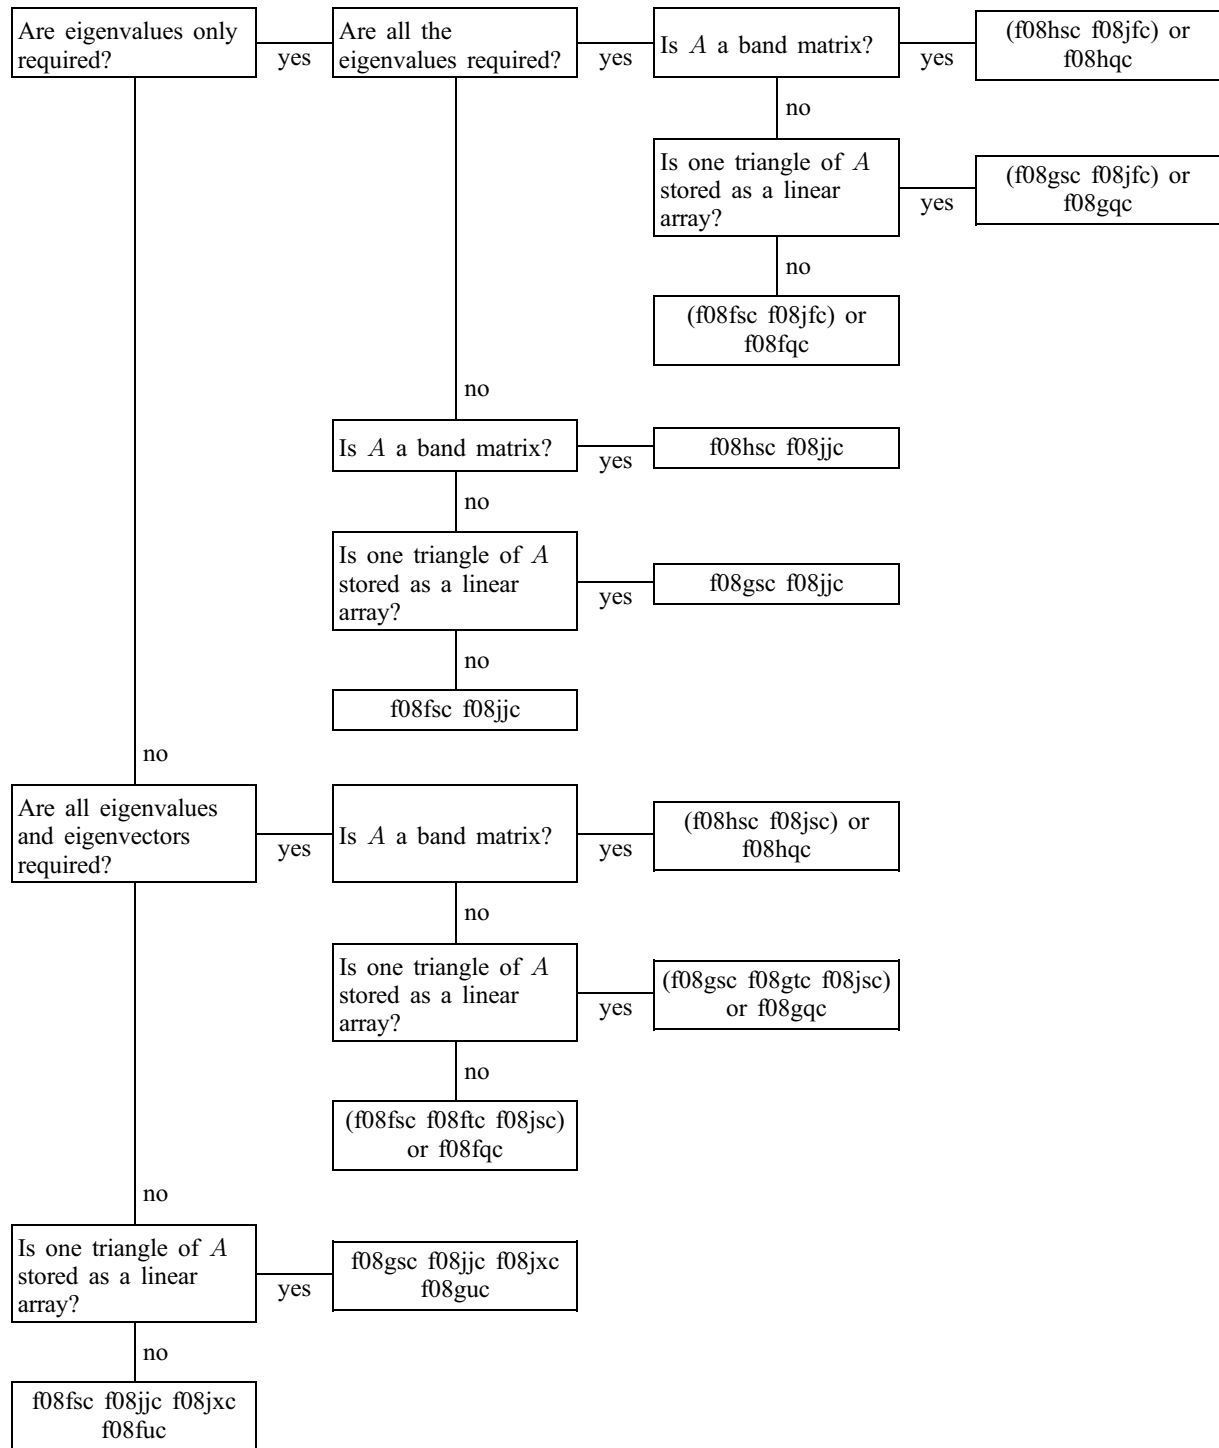 Are eigenvalues only
required?
yes
Are all the
eigenvalues required?
yes
Is A a band matrix?
yes
(f08hsc f08jfc) or
f08hqc
no
Is one triangle of A
stored as a linear
array?
yes
(f08gsc f08jfc) or
f08gqc
no
(f08fsc f08jfc) or
f08fqc
no
Is A a band matrix?
yes
f08hsc f08jjc
no
Is one triangle of A
stored as a linear
array?
yes
f08gsc f08jjc
no
f08fsc f08jjc
no
Are all eigenvalues
and eigenvectors
required?
yes
Is A a band matrix?
yes
(f08hsc f08jsc) or
f08hqc
no
Is one triangle of A
stored as a linear
array?
yes
(f08gsc f08gtc f08jsc)
or f08gqc
no
(f08fsc f08ftc f08jsc)
or f08fqc
no
Is one triangle of A
stored as a linear
array?
yes
f08gsc f08jjc f08jxc
f08guc
no
f08fsc f08jjc f08jxc
f08fuc